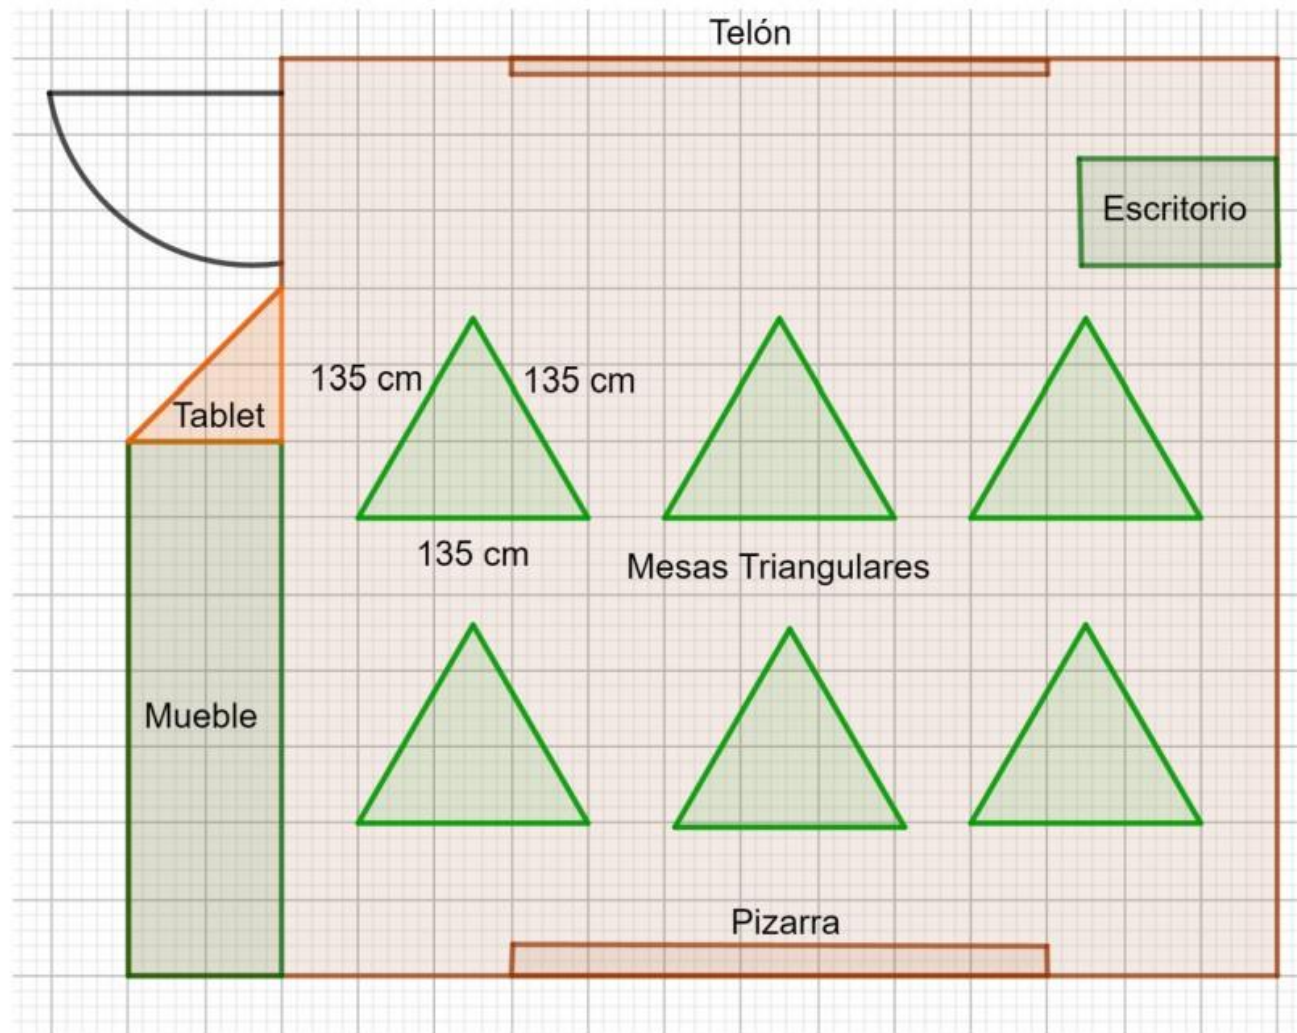 Telón
Escritorio
135 cm
135 cm
Tablet
135 cm
Mesas Triangulares
Mueble
Pizarra